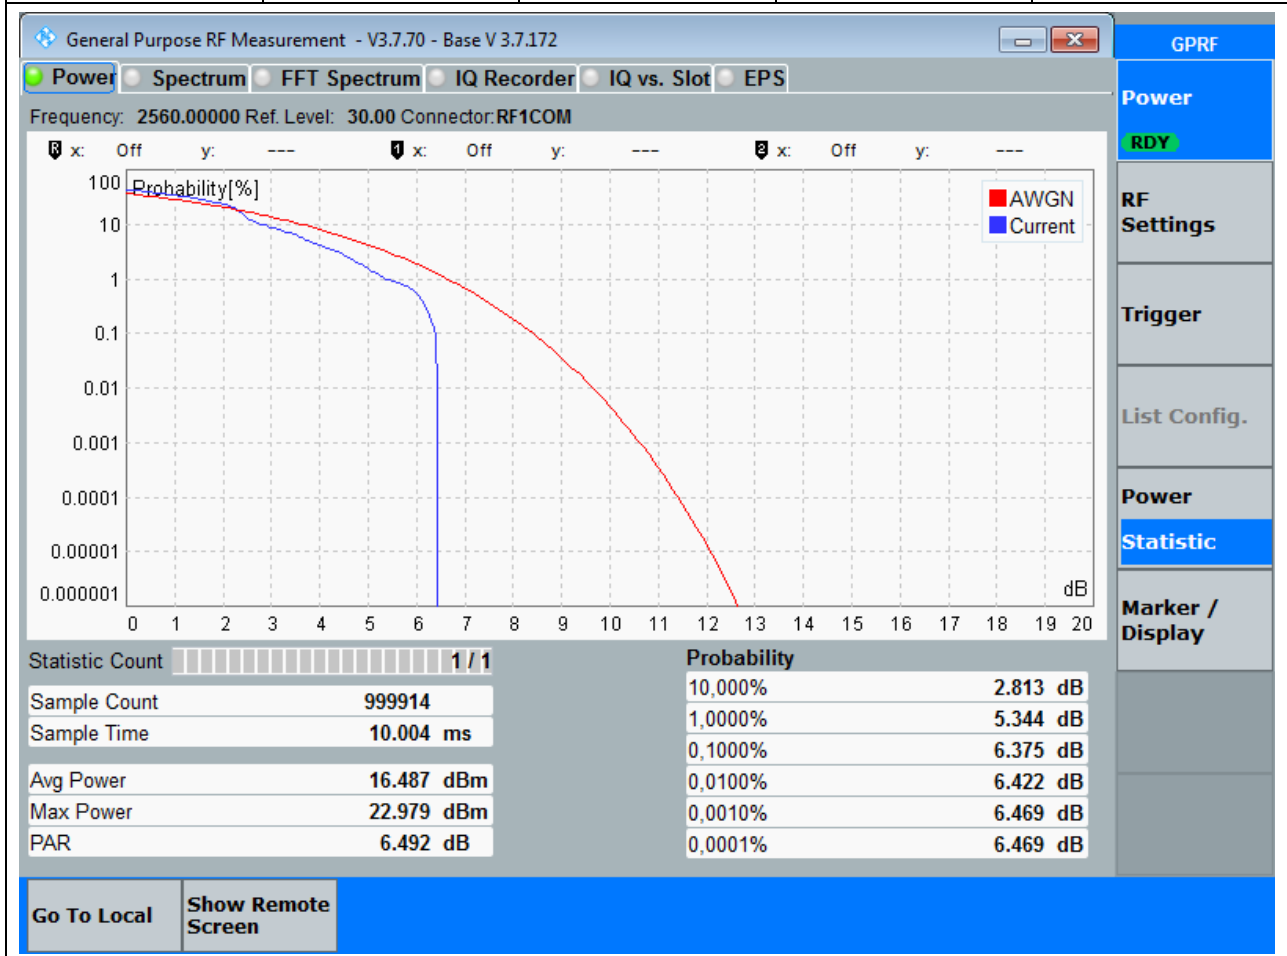 General Purpose RF Measurement - V3.7.70 - Base V 3.7.172
Power Spectrum FFT Spectrum IQ Recorder IQ vs. Slot EPS
Frequency: 2560.00000 Ref. Level: 30.00 Connector:RF1COM
R x: Off y: --- 1 x: Off y: --- 2 x: Off y: ---
Probability[%]
AWGN
Current
100
10
1
0.1
0.01
0.001
0.0001
0.00001
0.000001
dB
0 1 2 3 4 5 6 7 8 9 10 11 12 13 14 15 16 17 18 19 20
Statistic Count 1 / 1
Sample Count 999914
Sample Time 10.004 ms
Avg Power 16.487 dBm
Max Power 22.979 dBm
PAR 6.492 dB
Probability
10,000% 2.813 dB
1,0000% 5.344 dB
0,1000% 6.375 dB
0,0100% 6.422 dB
0,0010% 6.469 dB
0,0001% 6.469 dB
GPRF
Power
RDY
RF
Settings
Trigger
List Config.
Power
Statistic
Marker /
Display
Go To Local
Show Remote
Screen